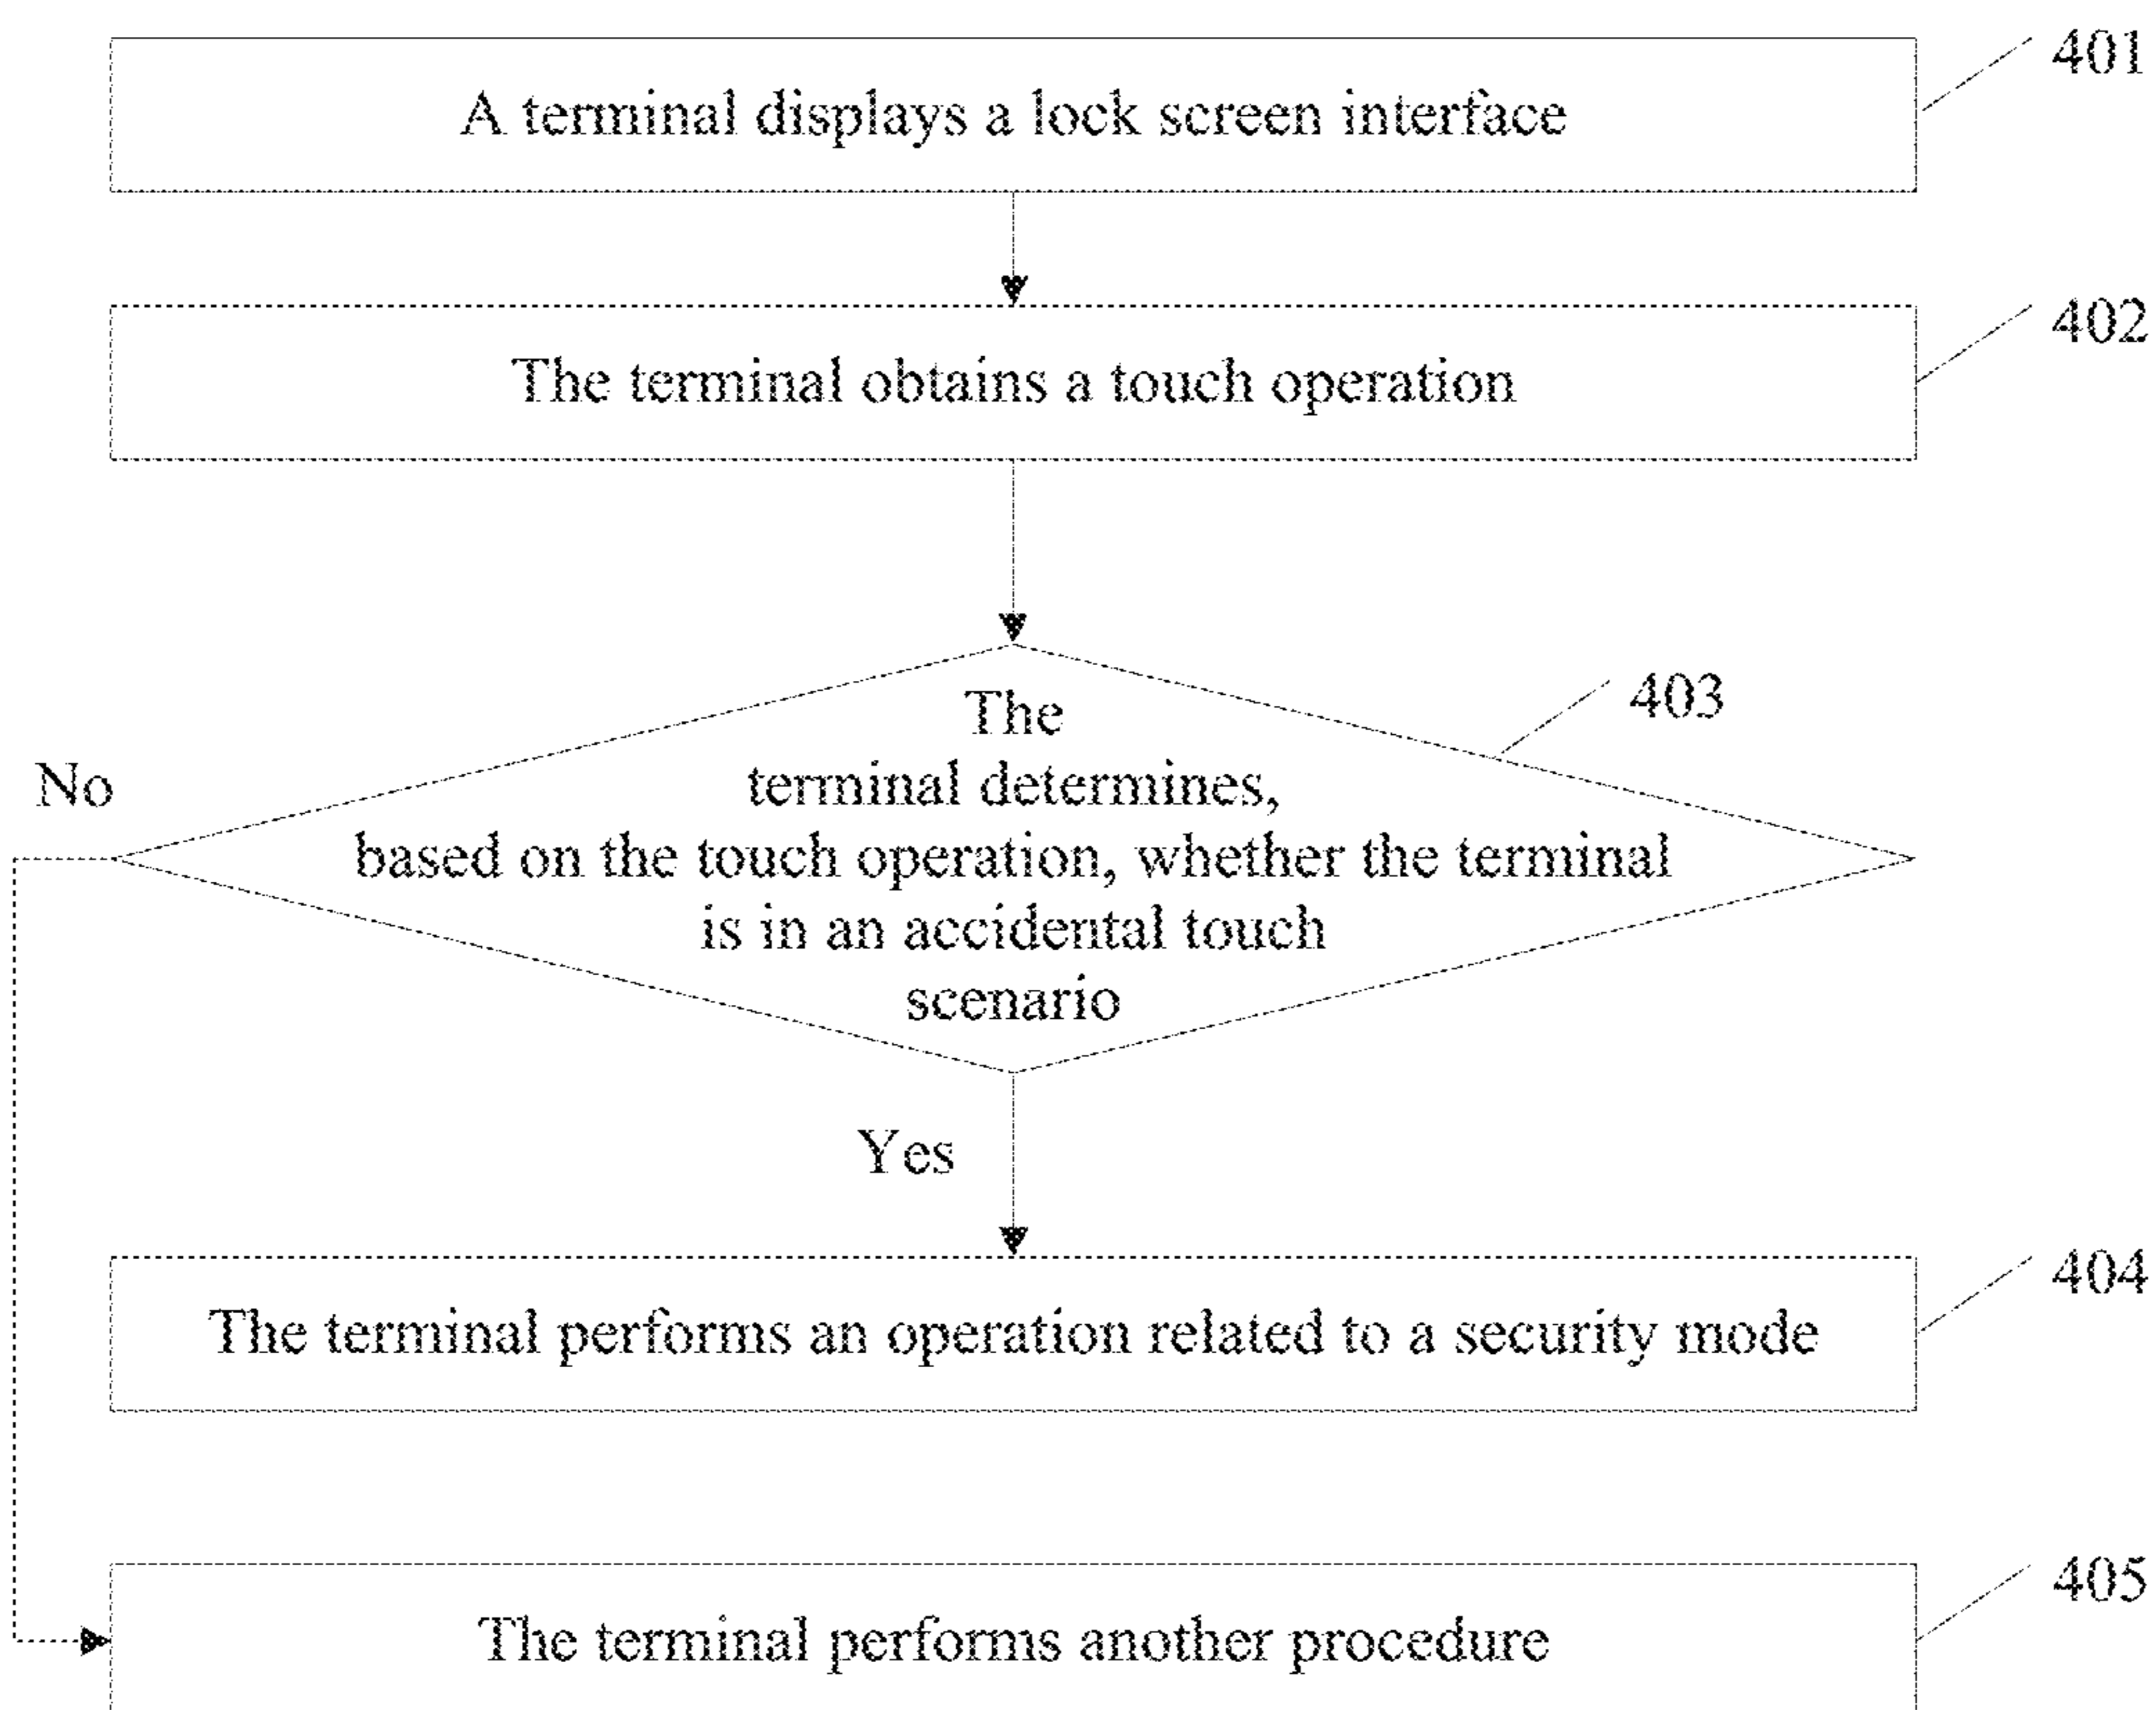 401
A terminal displays a lock screen interface
402
The terminal obtains a touch operation
403
The
terminal determines,
No
based on the touch operation, whether the terminal
is in an accidental touch
scenario
Yes
404
The terminal performs an operation related to a security mode
405
The terminal performs another procedure